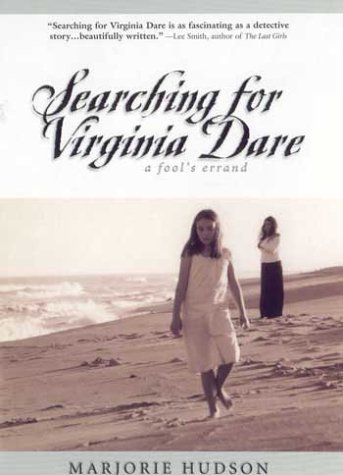 “Searching for Virginia Dare is as fascinating as a detective
story...beautifully written.” —Lee Smith, author of The Last Girls
Searching for
Virginia Dare
a fool's errand
MARJORIE HUDSON